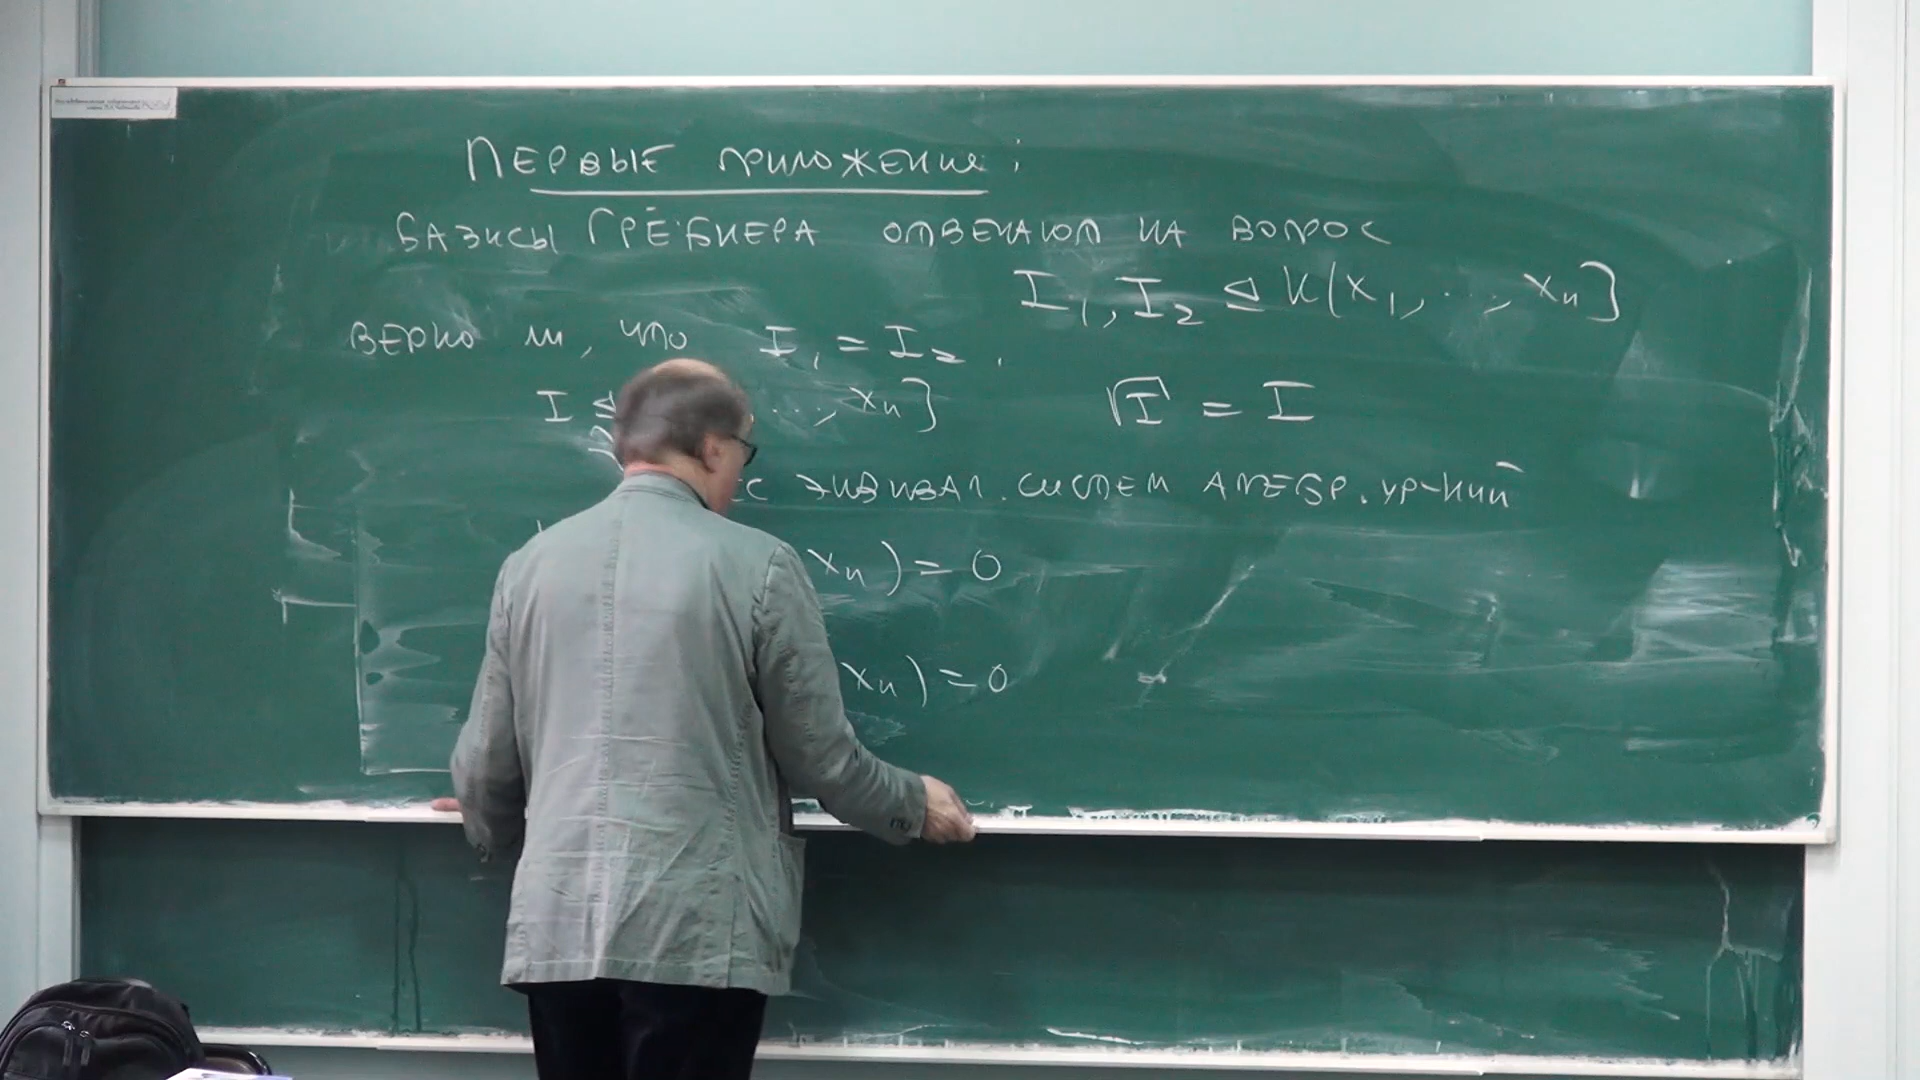 Первые приложения:
Базисы Грёбнера отвечают на вопрос
I₁, I₂ ⊴ K[x₁, ..., xₙ]
верно ли, что I₁ = I₂.
I ⊴ ..., xₙ] √I = I
сс эквивал. систем алгебр. ур-ний
xₙ) = 0
xₙ) = 0